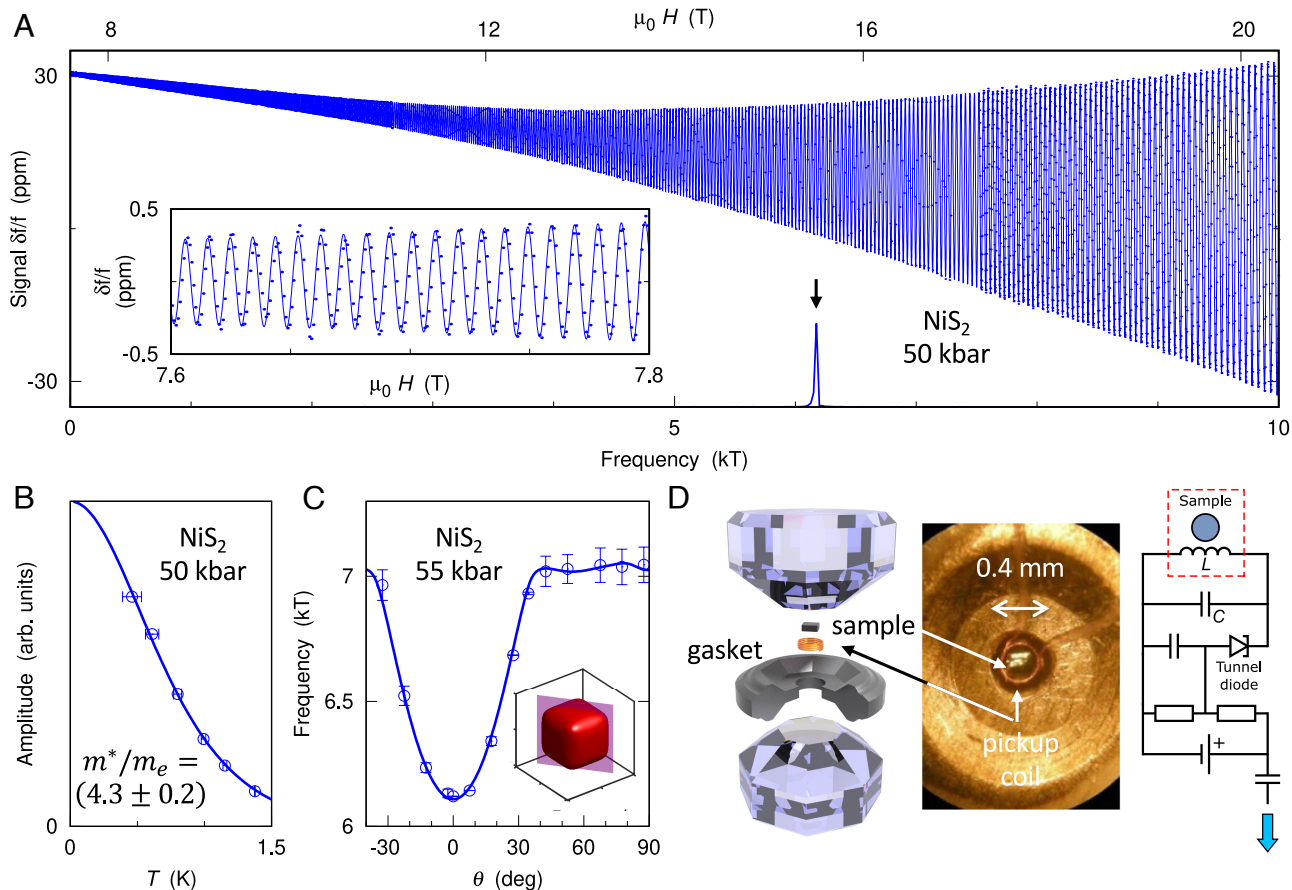 A
μ₀ H (T)
8
12
16
20
Signal δf/f (ppm)
30
-30
0.5
-0.5
δf/f
(ppm)
7.6
μ₀ H (T)
7.8
NiS₂
50 kbar
0
5
10
Frequency (kT)
B
Amplitude (arb. units)
0
NiS₂
50 kbar
m*/mₑ =
(4.3 ± 0.2)
0
1.5
T (K)
C
Frequency (kT)
7
6.5
6
NiS₂
55 kbar
-30
0
30
60
90
θ (deg)
D
gasket
sample
0.4 mm
pickup
coil
Sample
L
C
Tunnel
diode
+